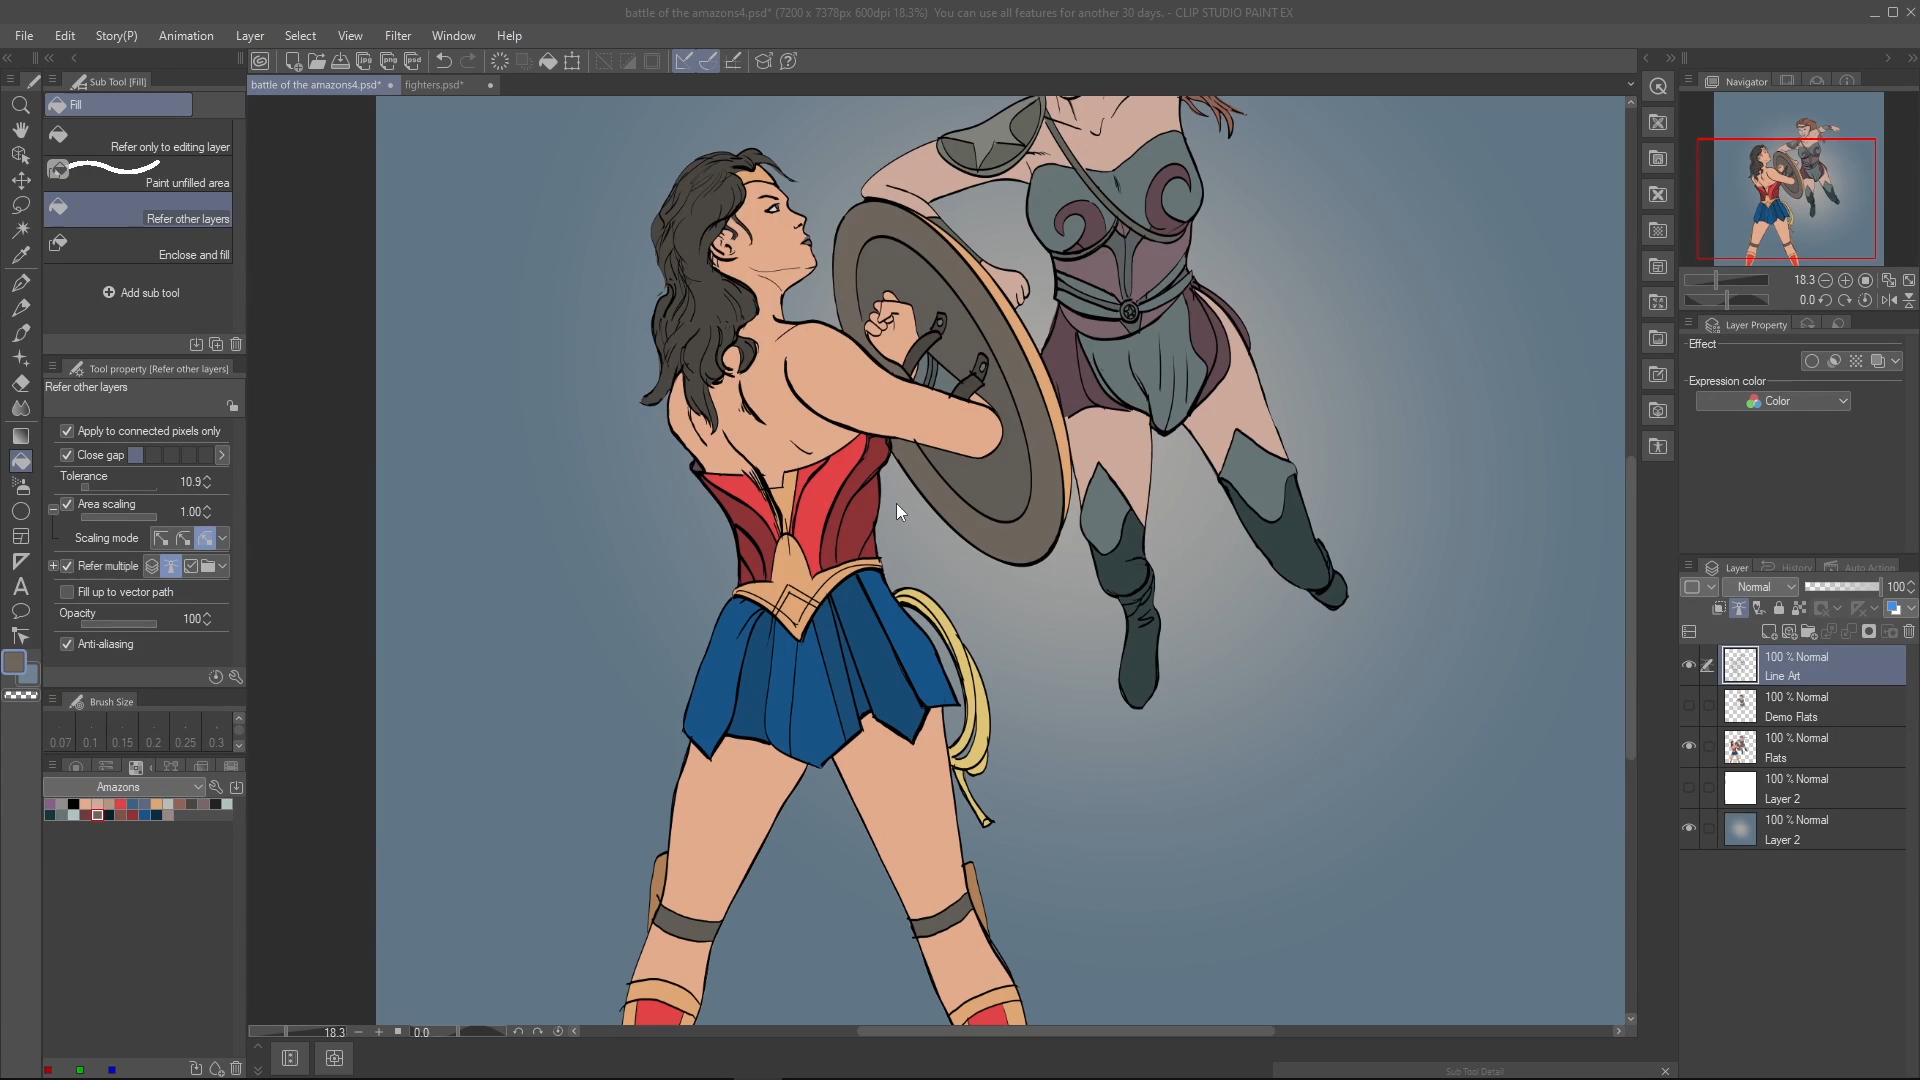 battle of the amazons4.psd* (7200 x 7378px 600dpi 18.3%)  You can use all features for another 30 days. - CLIP STUDIO PAINT EX
File Edit Story(P) Animation Layer Select View Filter Window Help
Sub Tool [Fill]
battle of the amazons4.psd*
fighters.psd*
Navigator
Fill
Refer only to editing layer
Paint unfilled area
Refer other layers
Enclose and fill
Add sub tool
18.3
0.0
Layer Property
Effect
Expression color
Color
Tool property [Refer other layers]
Refer other layers
Apply to connected pixels only
Close gap
Tolerance
10.9
Area scaling
1.00
Scaling mode
Refer multiple
Fill up to vector path
Opacity
100
Anti-aliasing
Layer History Auto Action
Normal 100
100 % Normal
Line Art
100 % Normal
Demo Flats
100 % Normal
Flats
100 % Normal
Layer 2
100 % Normal
Layer 2
Brush Size
0.07 0.1 0.15 0.2 0.25 0.3
Amazons
18.3 0.0
Sub Tool Detail